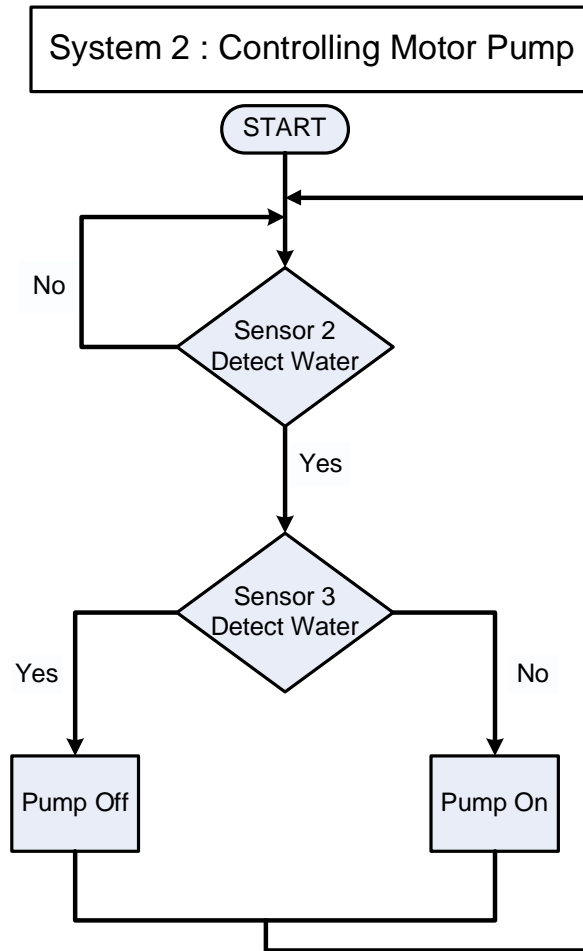 System 2 : Controlling Motor Pump
START
No
Sensor 2
Detect Water
Yes
Sensor 3
Detect Water
Yes
No
Pump Off
Pump On